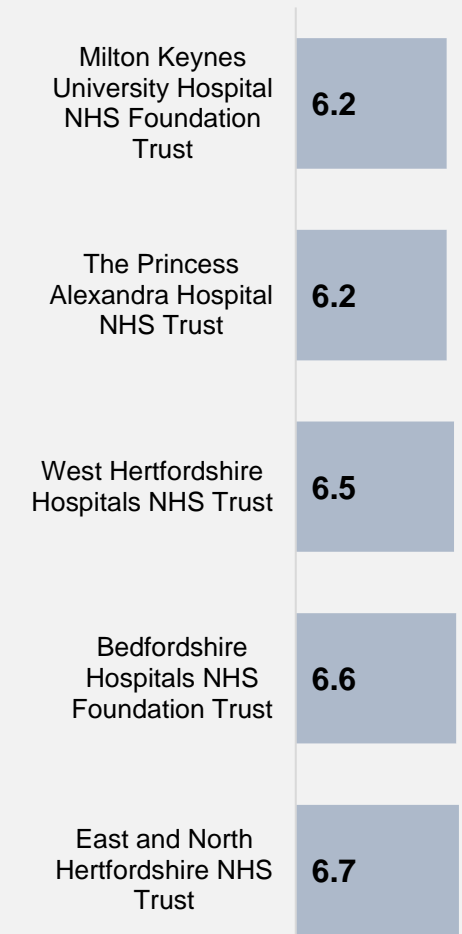 Milton Keynes
University Hospital
NHS Foundation
Trust
6.2
The Princess
Alexandra Hospital
NHS Trust
6.2
West Hertfordshire
Hospitals NHS Trust
6.5
Bedfordshire
Hospitals NHS
Foundation Trust
6.6
East and North
Hertfordshire NHS
Trust
6.7